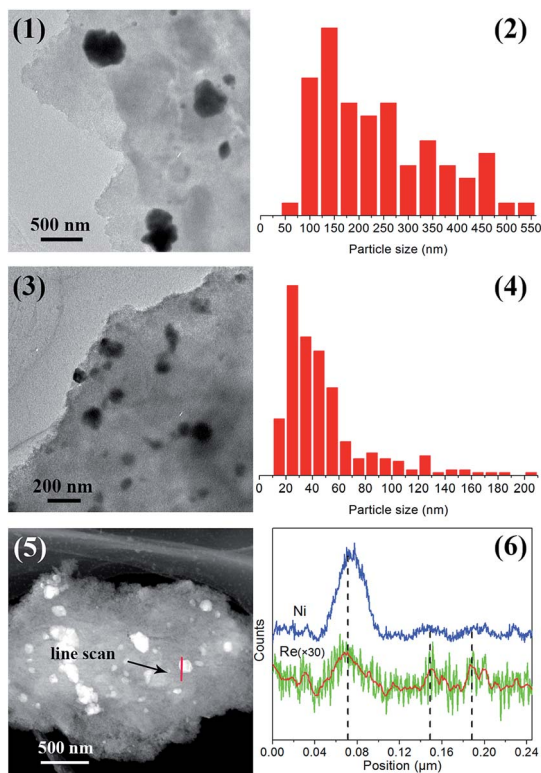 (1)
500 nm
(2)
0 50 100 150 200 250 300 350 400 450 500 550
Particle size (nm)
(3)
200 nm
(4)
20 40 60 80 100 120 140 160 180 200
Particle size (nm)
(5)
line scan
500 nm
(6)
Ni
Re(×30)
Counts
0.00 0.04 0.08 0.12 0.16 0.20 0.24
Position (μm)